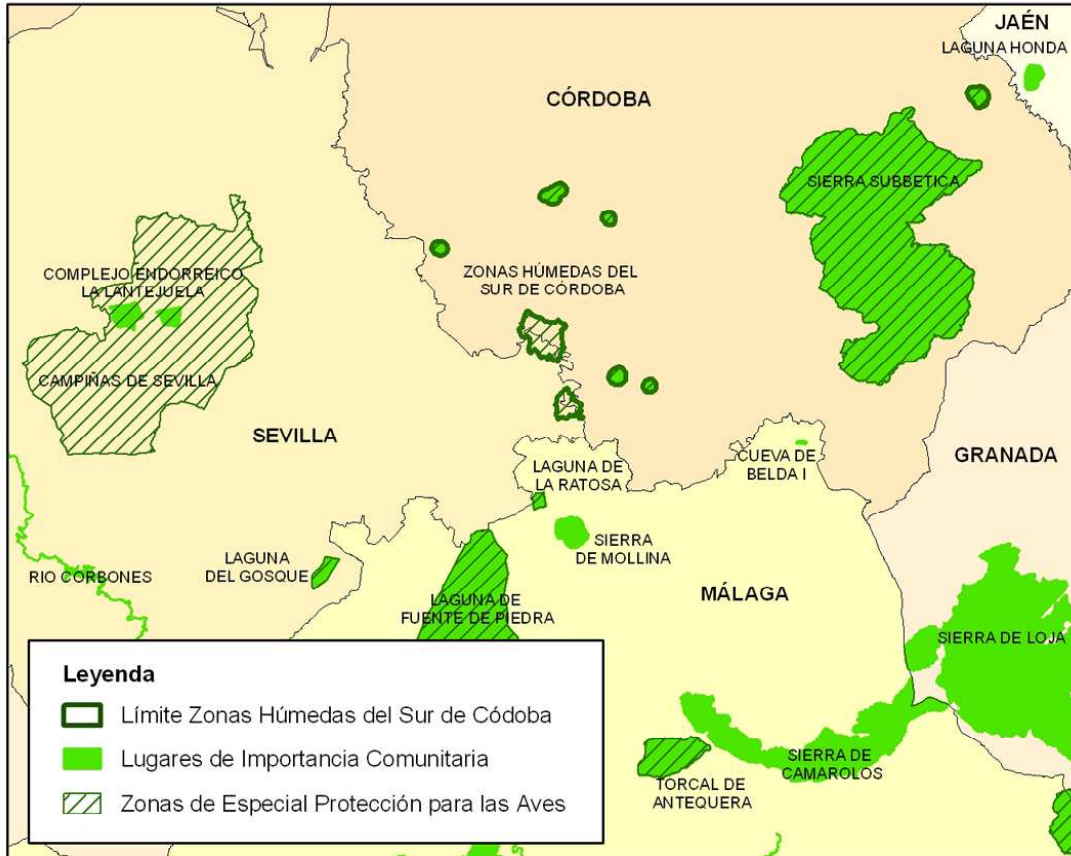 JAÉN
LAGUNA HONDA
CÓRDOBA
SIERRA SUBBETICA
COMPLEJO ENDORREICO
LA LANTEJUELA
ZONAS HÚMEDAS DEL
SUR DE CÓRDOBA
CAMPIÑAS DE SEVILLA
SEVILLA
LAGUNA DE
LA RATOSA
CUEVA DE
BELDA I
GRANADA
SIERRA
DE MOLLINA
LAGUNA
DEL GOSQUE
RIO CORBONES
LAGUNA DE
FUENTE DE PIEDRA
MÁLAGA
SIERRA DE LOJA
SIERRA DE
CAMAROLOS
TORCAL DE
ANTEQUERA
Leyenda
Límite Zonas Húmedas del Sur de Códoba
Lugares de Importancia Comunitaria
Zonas de Especial Protección para las Aves